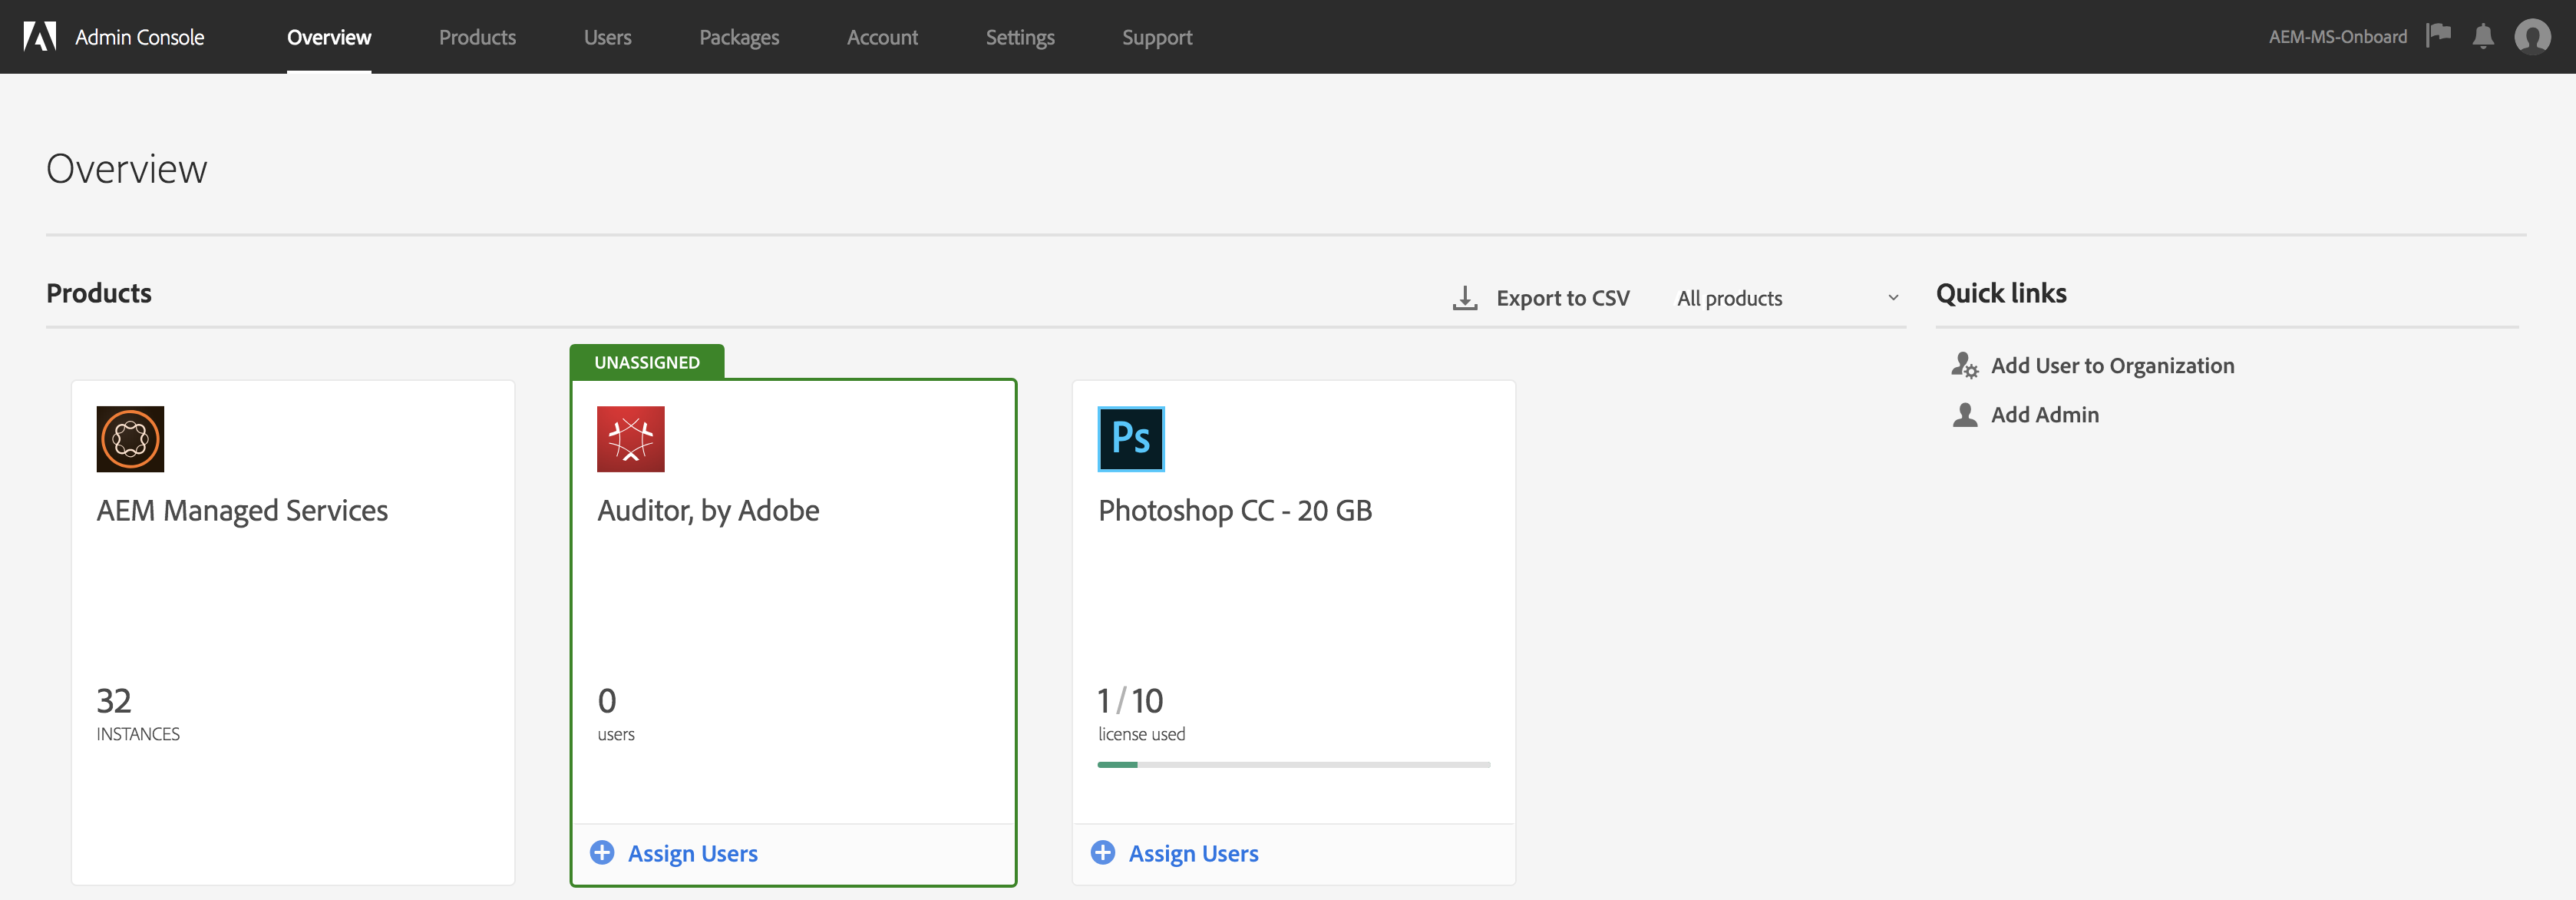 Admin Console
Overview
Products
Users
Packages
Account
Settings
Support
AEM-MS-Onboard
Overview
Products
Export to CSV
All products
Quick links
Add User to Organization
Add Admin
AEM Managed Services
32
INSTANCES
UNASSIGNED
Auditor, by Adobe
0
users
Assign Users
Ps
Photoshop CC - 20 GB
1 / 10
license used
Assign Users